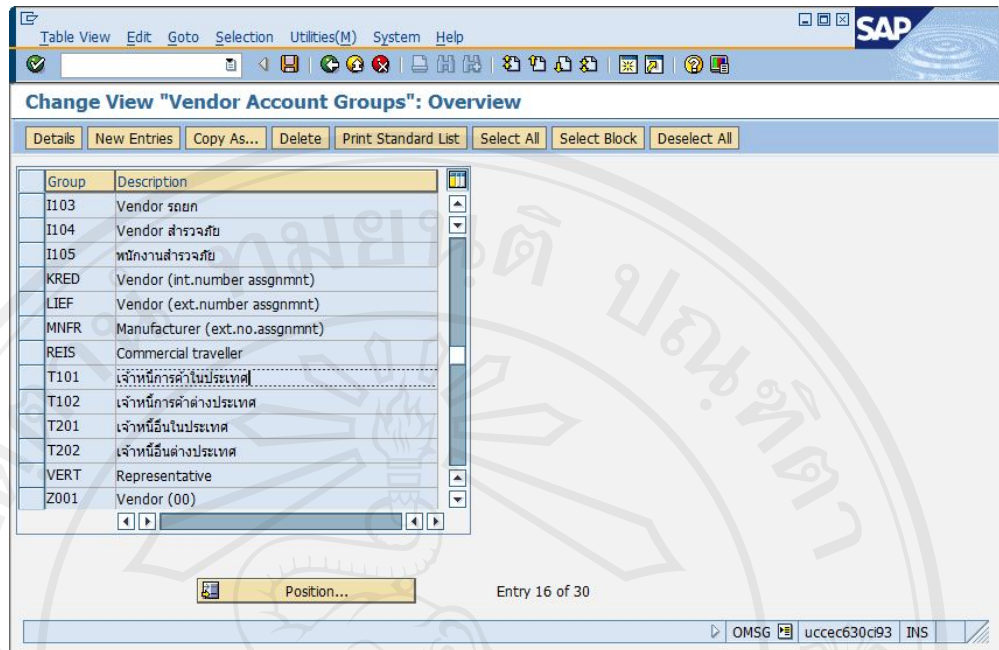 Table View Edit Goto Selection Utilities(M) System Help
SAP
Change View "Vendor Account Groups": Overview
Details New Entries Copy As... Delete Print Standard List Select All Select Block Deselect All
Group Description
I103 Vendor รถยก
I104 Vendor สำรวจภัย
I105 พนักงานสำรวจภัย
KRED Vendor (int.number assgnmnt)
LIEF Vendor (ext.number assgnmnt)
MNFR Manufacturer (ext.no.assgnmnt)
REIS Commercial traveller
T101 เจ้าหนี้การค้าในประเทศ
T102 เจ้าหนี้การค้าต่างประเทศ
T201 เจ้าหนี้อื่นในประเทศ
T202 เจ้าหนี้อื่นต่างประเทศ
VERT Representative
Z001 Vendor (00)
Position... Entry 16 of 30
OMSG uccec630ci93 INS